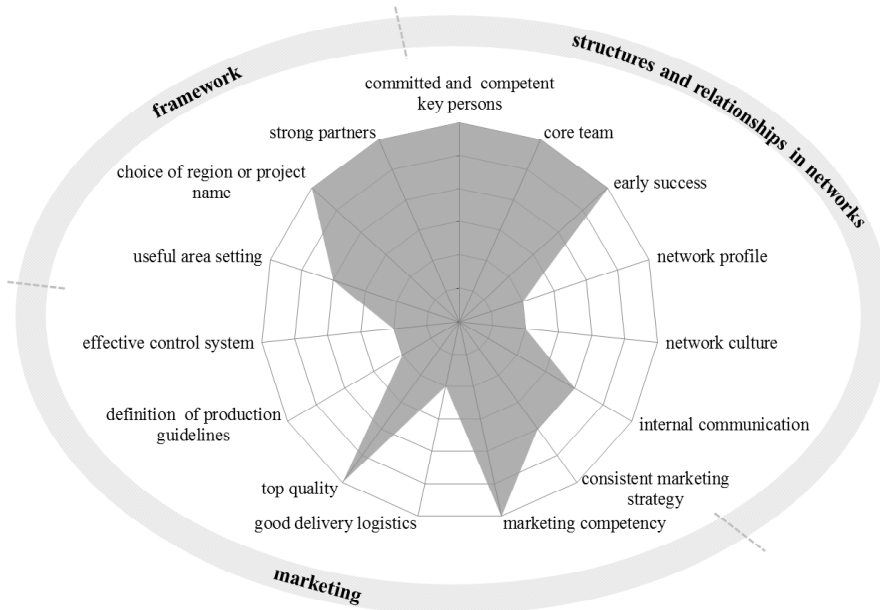 framework
structures and relationships in networks
committed and competent
key persons
strong partners
core team
choice of region or project
name
early success
useful area setting
network profile
effective control system
network culture
definition of production
guidelines
internal communication
top quality
consistent marketing
strategy
good delivery logistics
marketing competency
marketing